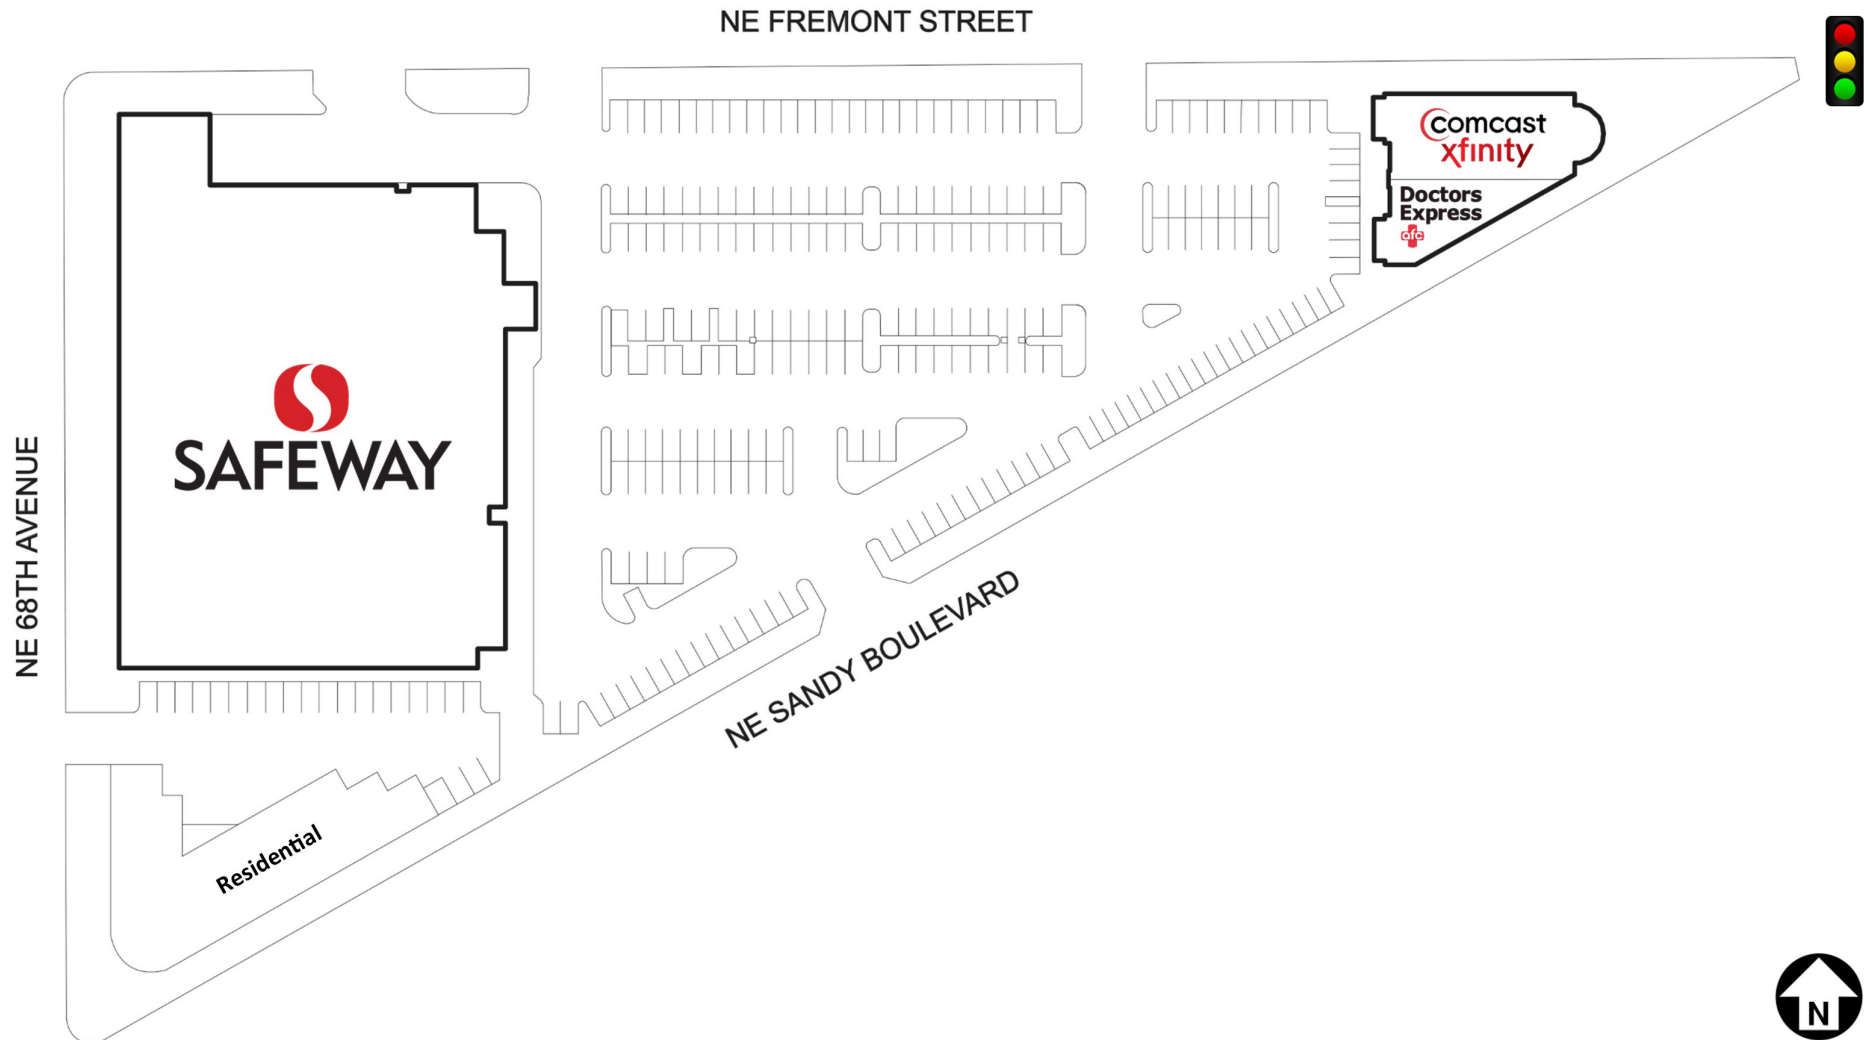 NE FREMONT STREET
comcast
xfinity
Doctors
Express
afc
SAFEWAY
NE 68TH AVENUE
NE SANDY BOULEVARD
Residential
N